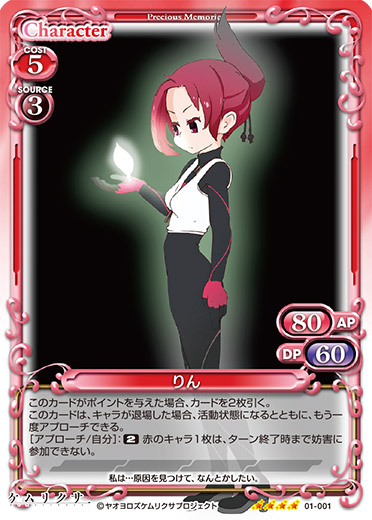 Precious Memories
Character
COST
5
SOURCE
3
80 AP
DP 60
りん
このカードがポイントを与えた場合、カードを2枚引く。
このカードは、キャラが退場した場合、活動状態になるとともに、もう一
度アプローチできる。
[アプローチ/自分]:2 赤のキャラ1枚は、ターン終了時まで妨害に
参加できない。
私は…原因を見つけて、なんとかしたい。
ケムリクサ
©ヤオヨロズケムリクサプロジェクト
01-001